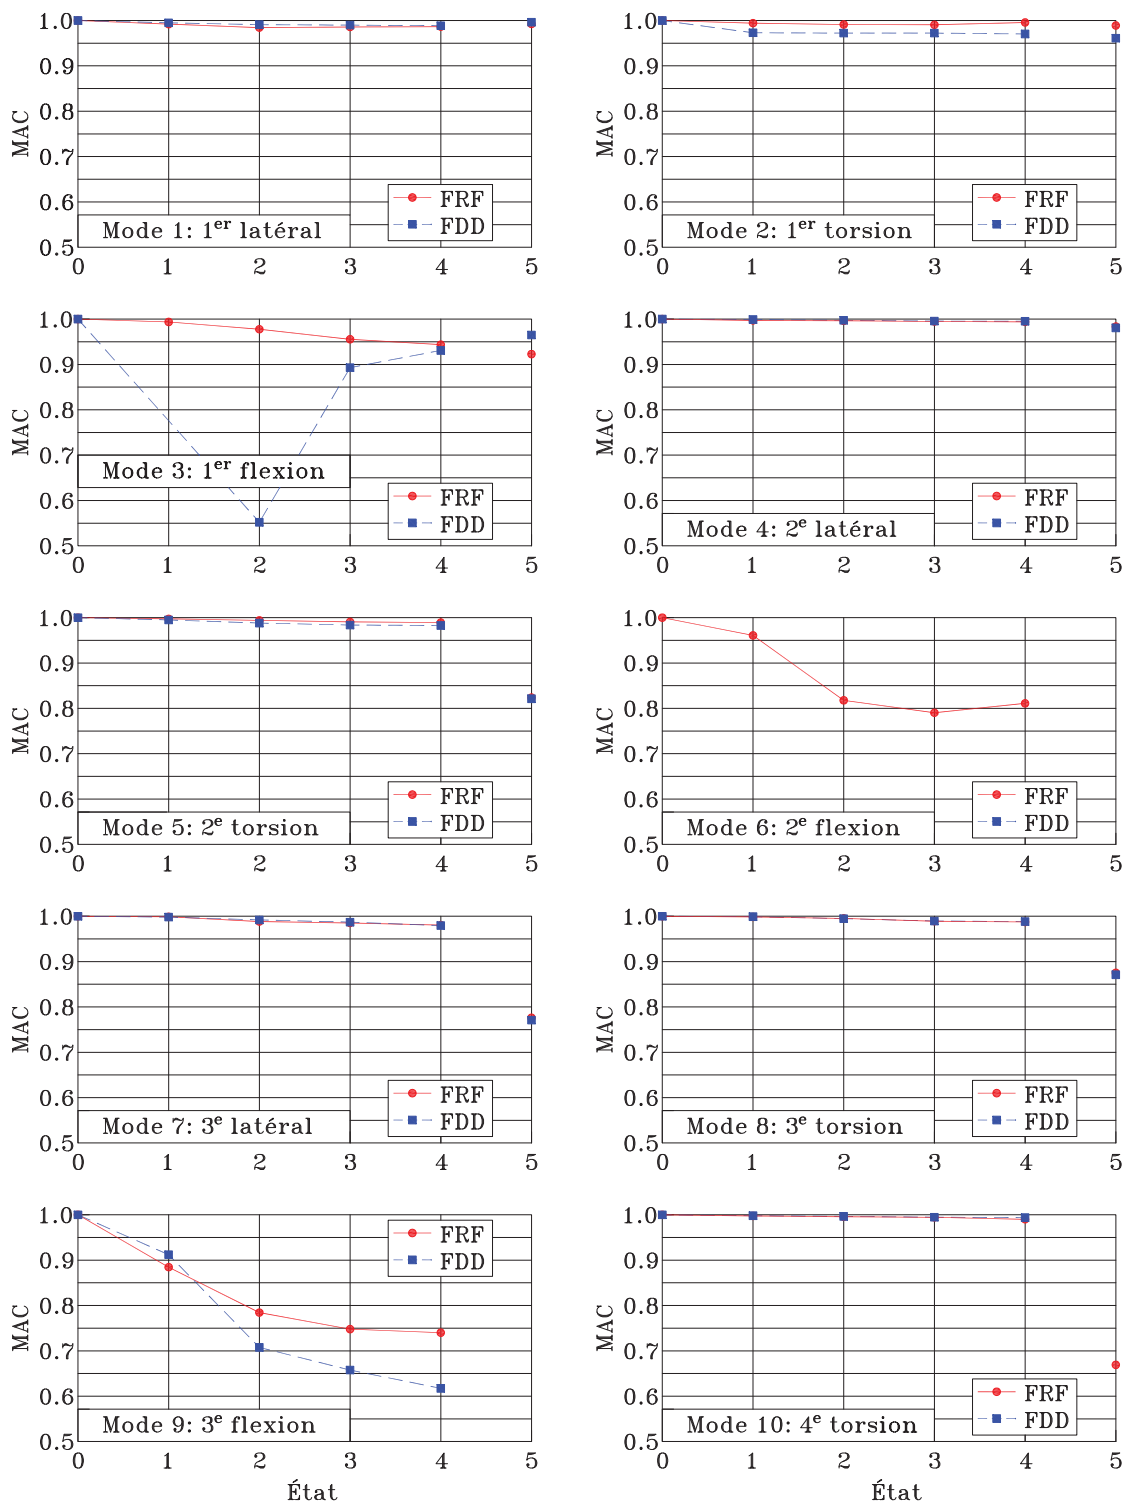 1.0
0.9
0.8
0.7
0.6
0.5
MAC
FRF
FDD
Mode 1: 1er latéral
0 1 2 3 4 5
1.0
0.9
0.8
0.7
0.6
0.5
MAC
FRF
FDD
Mode 2: 1er torsion
0 1 2 3 4 5
1.0
0.9
0.8
0.7
0.6
0.5
MAC
Mode 3: 1er flexion
FRF
FDD
0 1 2 3 4 5
1.0
0.9
0.8
0.7
0.6
0.5
MAC
FRF
FDD
Mode 4: 2e latéral
0 1 2 3 4 5
1.0
0.9
0.8
0.7
0.6
0.5
MAC
FRF
FDD
Mode 5: 2e torsion
0 1 2 3 4 5
1.0
0.9
0.8
0.7
0.6
0.5
MAC
FRF
FDD
Mode 6: 2e flexion
0 1 2 3 4 5
1.0
0.9
0.8
0.7
0.6
0.5
MAC
FRF
FDD
Mode 7: 3e latéral
0 1 2 3 4 5
1.0
0.9
0.8
0.7
0.6
0.5
MAC
FRF
FDD
Mode 8: 3e torsion
0 1 2 3 4 5
1.0
0.9
0.8
0.7
0.6
0.5
MAC
FRF
FDD
Mode 9: 3e flexion
0 1 2 3 4 5
État
1.0
0.9
0.8
0.7
0.6
0.5
MAC
FRF
FDD
Mode 10: 4e torsion
0 1 2 3 4 5
État